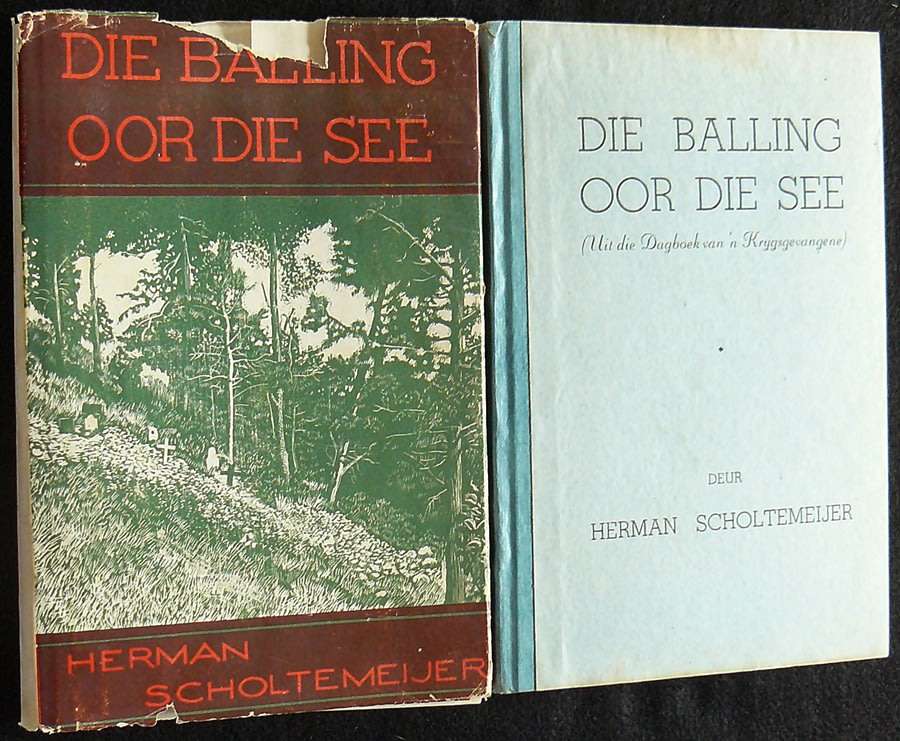 DIE BALLING
OOR DIE SEE
HERMAN
SCHOLTEMEIJER
DIE BALLING
OOR DIE SEE
(Uit die Dagboek van 'n Krygsgevangene)
DEUR
HERMAN SCHOLTEMEIJER